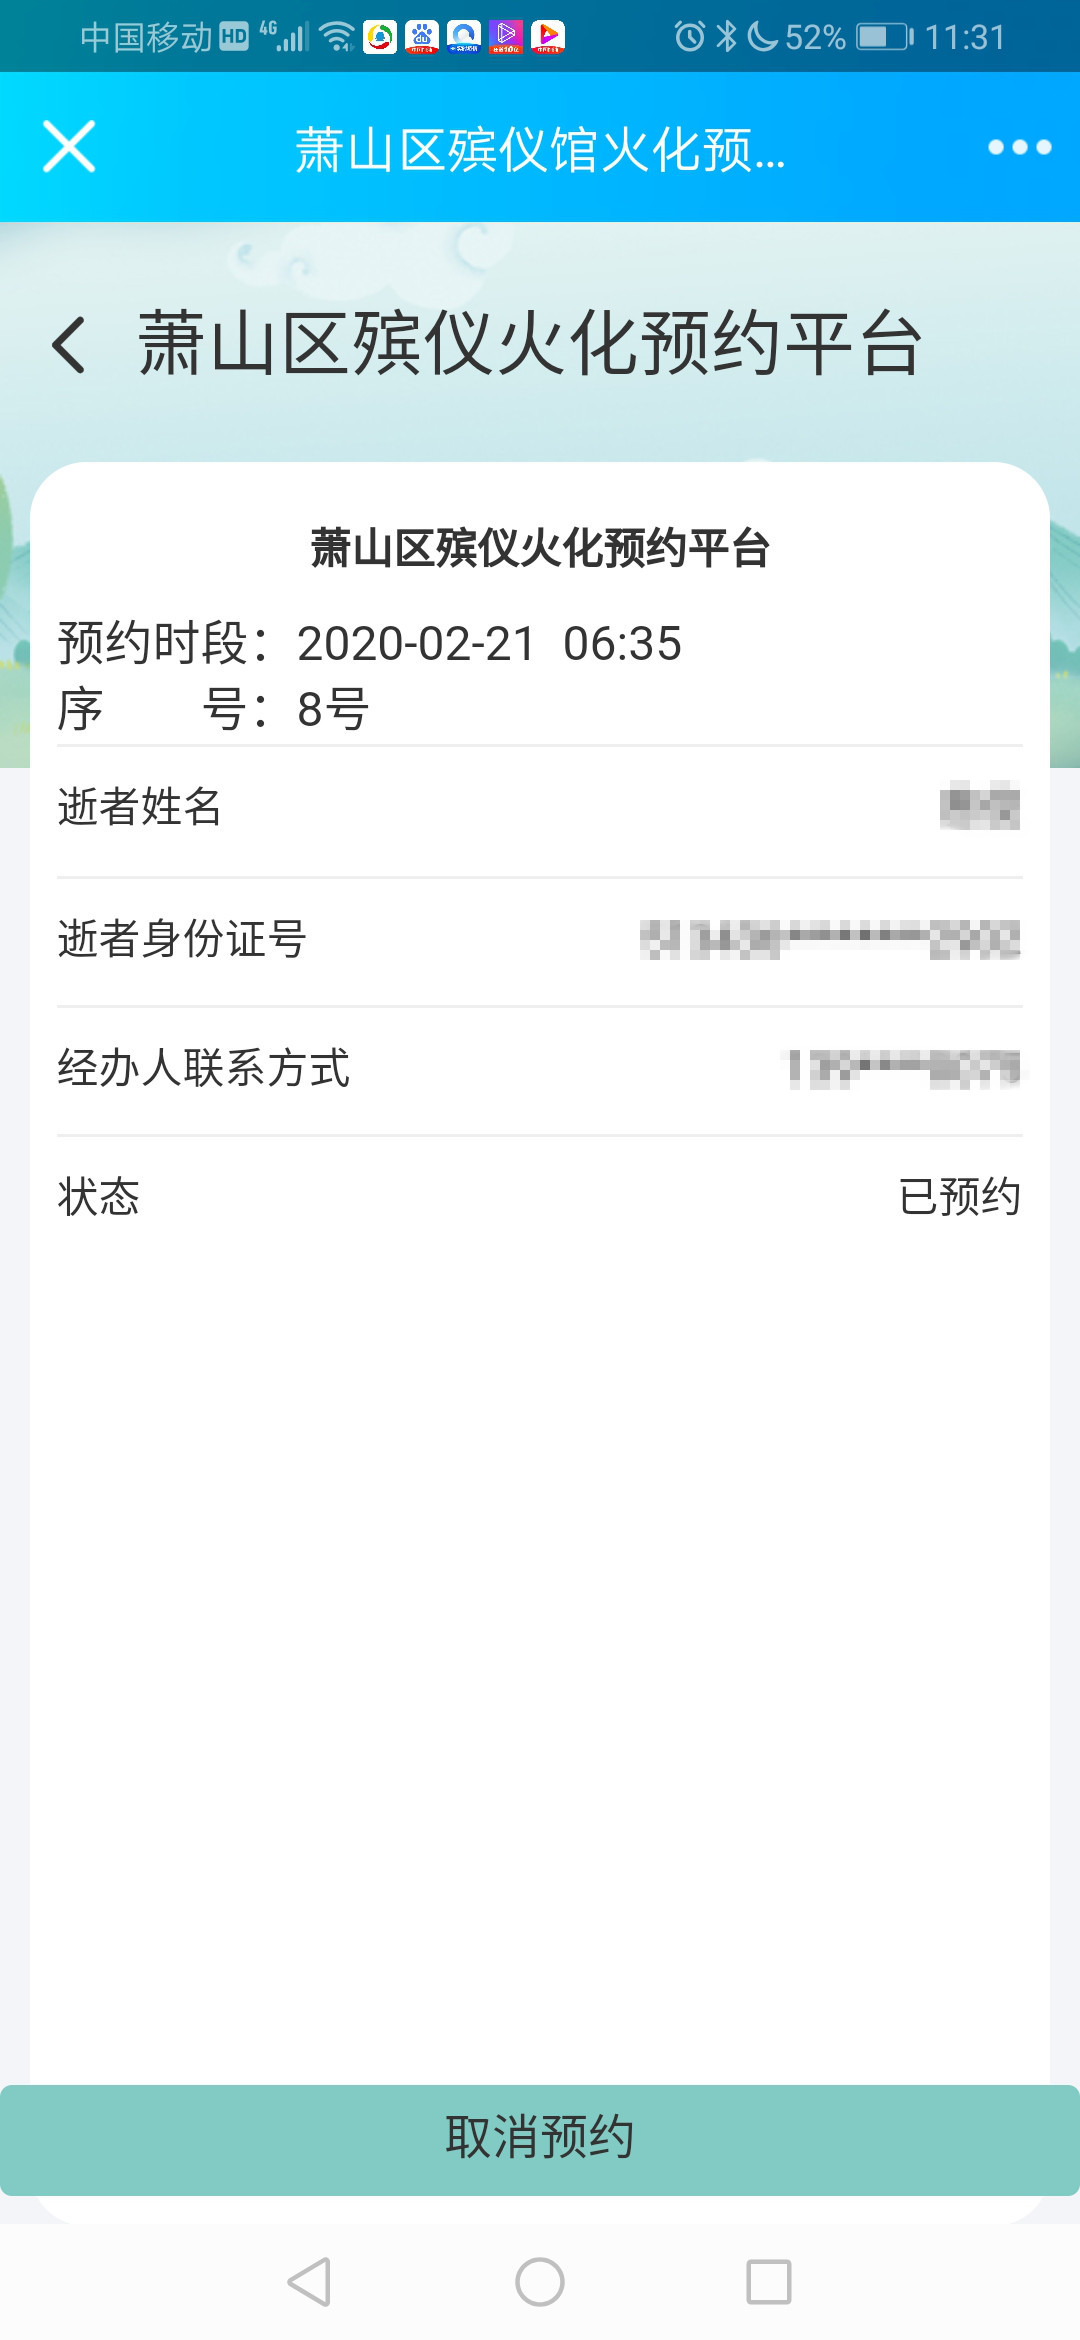 中国移动 HD 4G 52% 11:31
萧山区殡仪馆火化预...
萧山区殡仪火化预约平台
萧山区殡仪火化预约平台
预约时段：2020-02-21 06:35
序 号：8号
逝者姓名
逝者身份证号
经办人联系方式
状态 已预约
取消预约